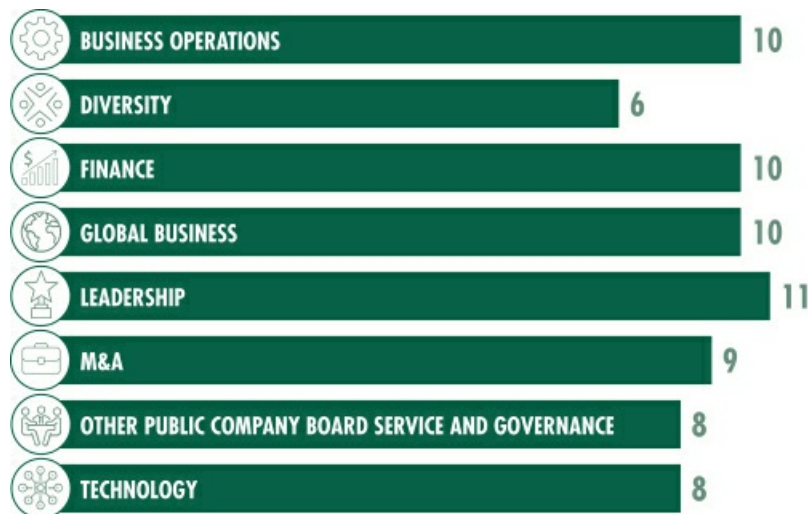 BUSINESS OPERATIONS 10
DIVERSITY 6
$ FINANCE 10
GLOBAL BUSINESS 10
LEADERSHIP 11
M&A 9
OTHER PUBLIC COMPANY BOARD SERVICE AND GOVERNANCE 8
TECHNOLOGY 8